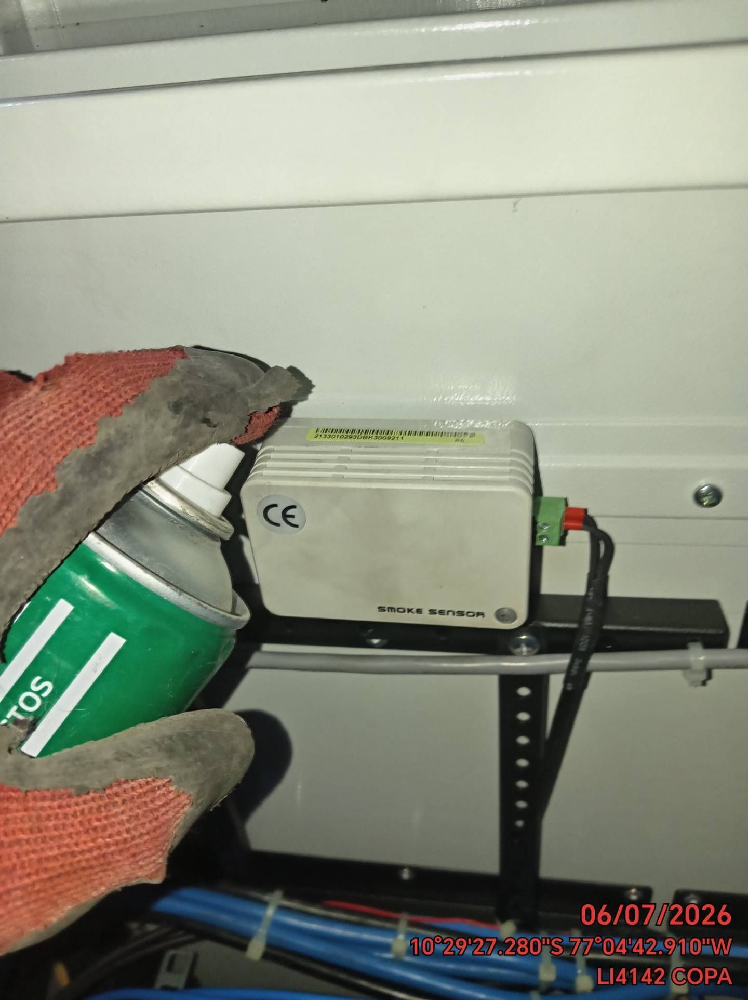 2133010293DBK3009211
R6
CE
SMOKE SENSOR
TOS
06/07/2026
10°29'27.280"S 77°04'42.910"W
LI4142 COPA